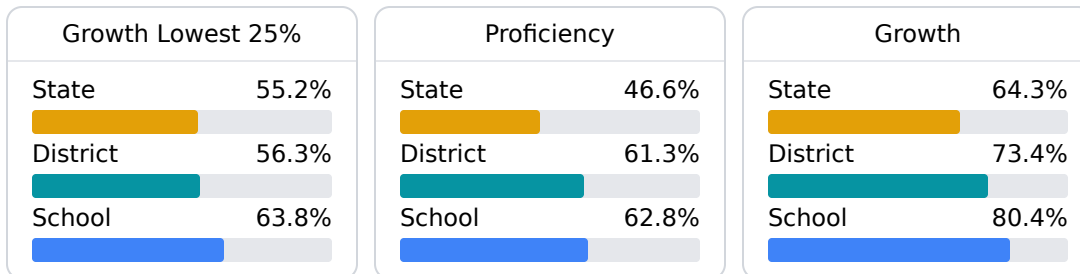 Growth Lowest 25%
State 55.2%
District 56.3%
School 63.8%
Proficiency
State 46.6%
District 61.3%
School 62.8%
Growth
State 64.3%
District 73.4%
School 80.4%